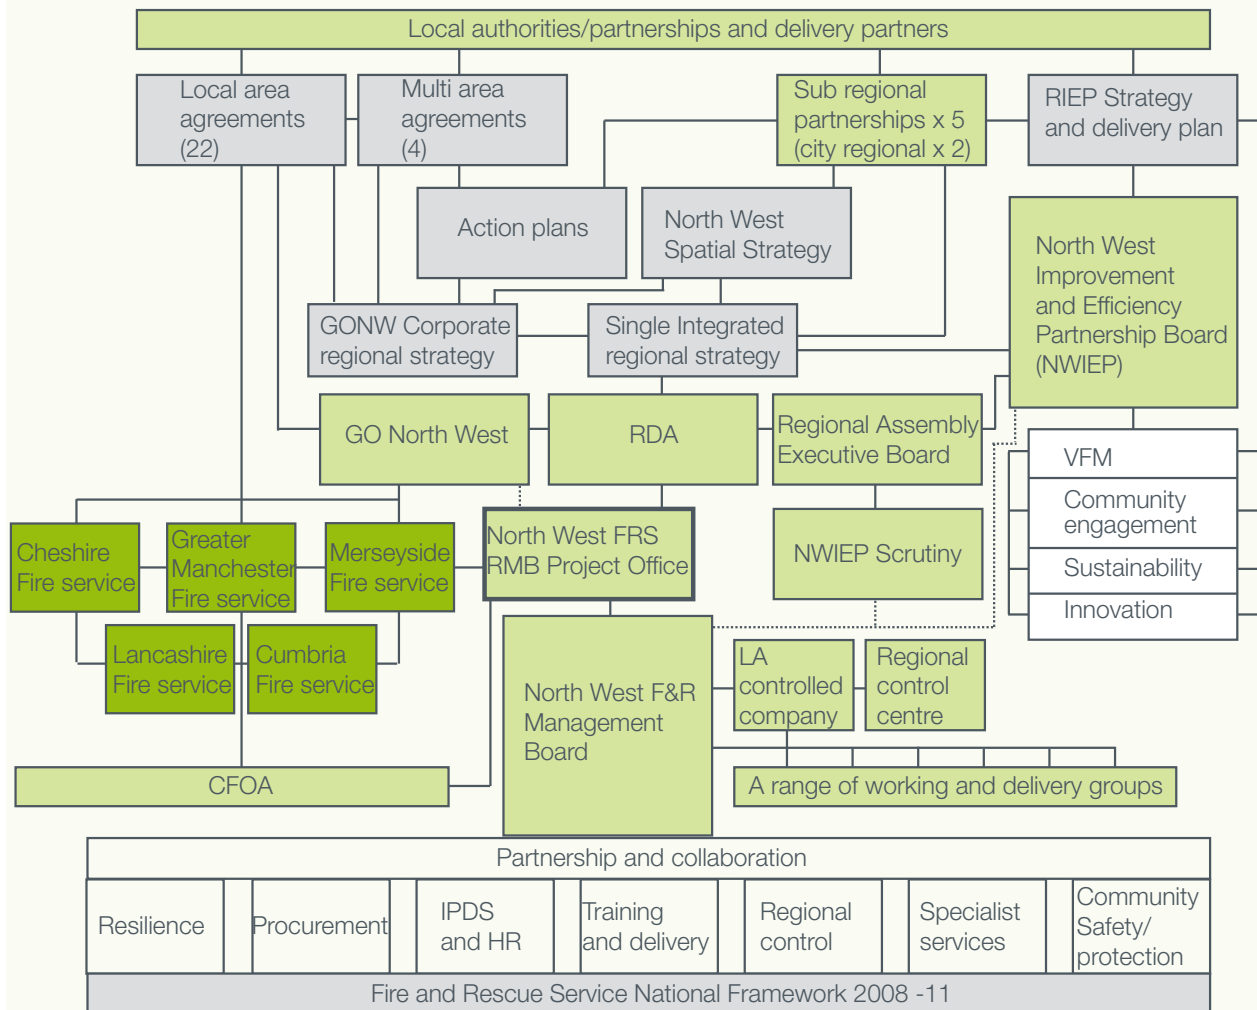 Local authorities/partnerships and delivery partners
Local area
agreements
(22)
Multi area
agreements
(4)
Sub regional
partnerships x 5
(city regional x 2)
RIEP Strategy
and delivery plan
Action plans
North West
Spatial Strategy
North West
Improvement
and Efficiency
Partnership Board
(NWIEP)
GONW Corporate
regional strategy
Single Integrated
regional strategy
GO North West
RDA
Regional Assembly
Executive Board
VFM
Community
engagement
Sustainability
Innovation
Cheshire
Fire service
Greater
Manchester
Fire service
Merseyside
Fire service
North West FRS
RMB Project Office
NWIEP Scrutiny
Lancashire
Fire service
Cumbria
Fire service
North West F&R
Management
Board
LA
controlled
company
Regional
control
centre
CFOA
A range of working and delivery groups
Partnership and collaboration
Resilience
Procurement
IPDS
and HR
Training
and delivery
Regional
control
Specialist
services
Community
Safety/
protection
Fire and Rescue Service National Framework 2008 -11